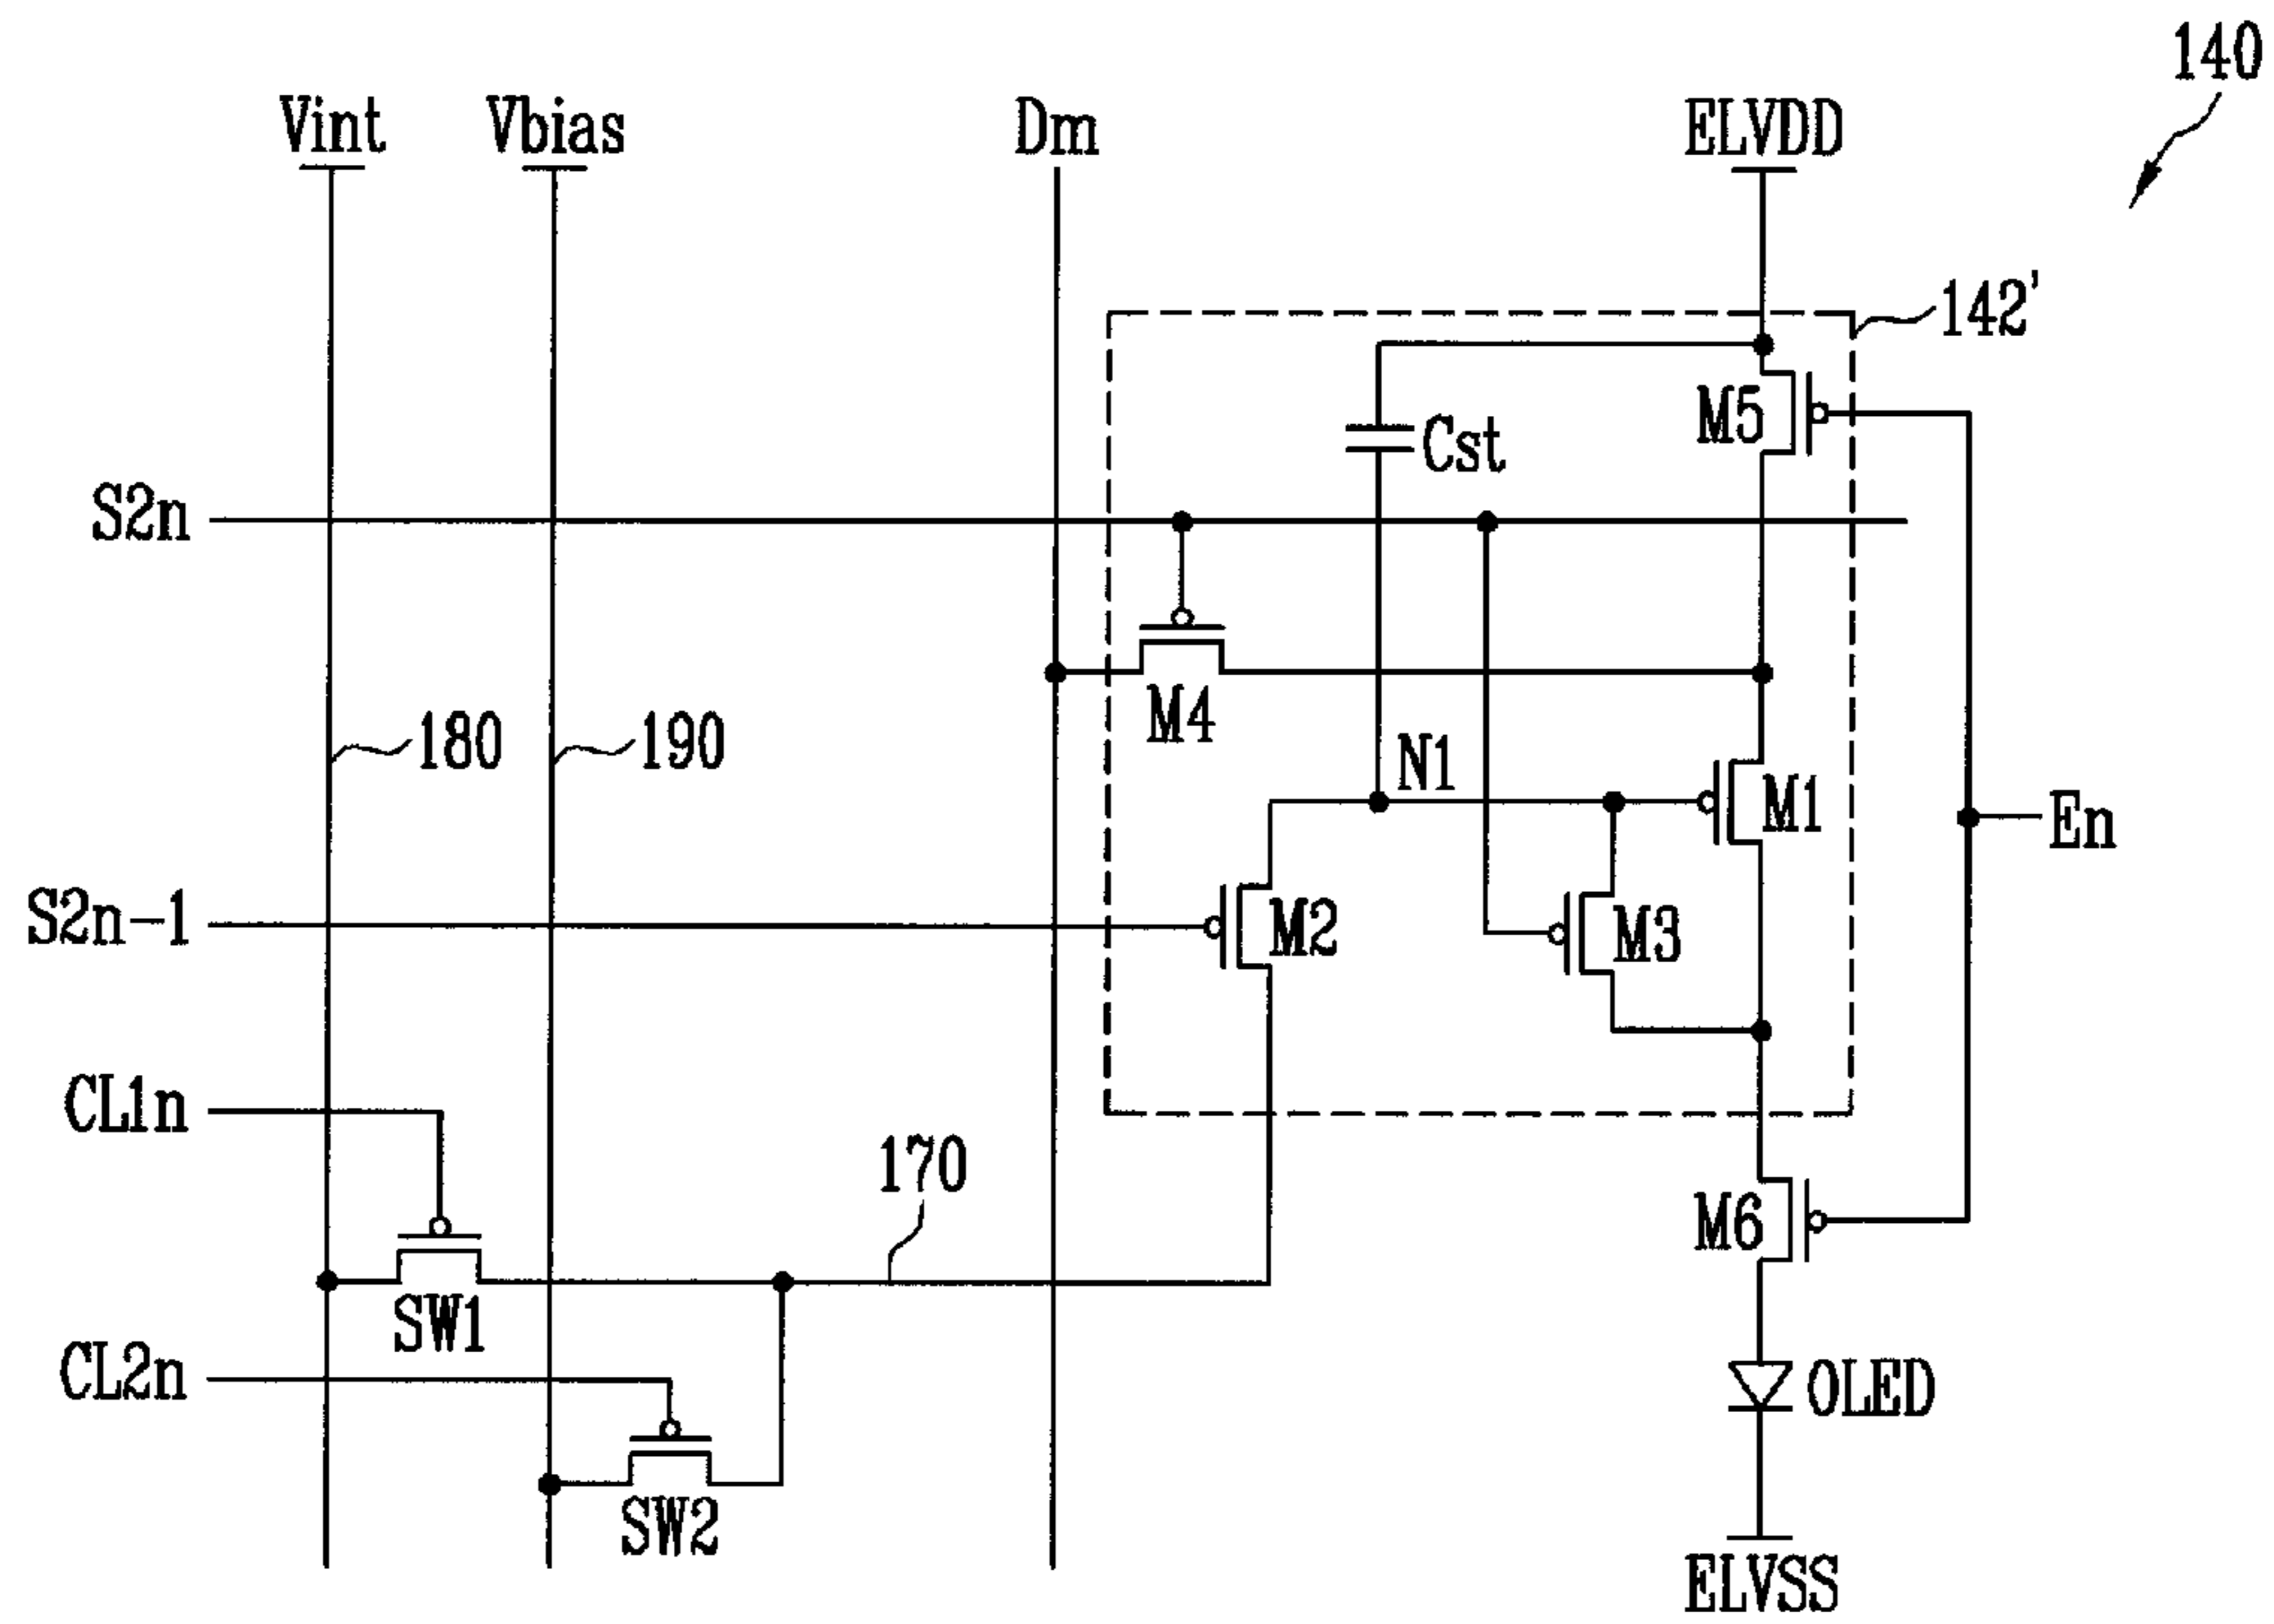 140
Vint
Vbias
Dm
ELVDD
142'
M5
Cst
S2n
M4
180
190
N1
M1
En
S2n-1
M2
M3
CL1n
170
M6
SW1
CL2n
OLED
SW2
ELVSS